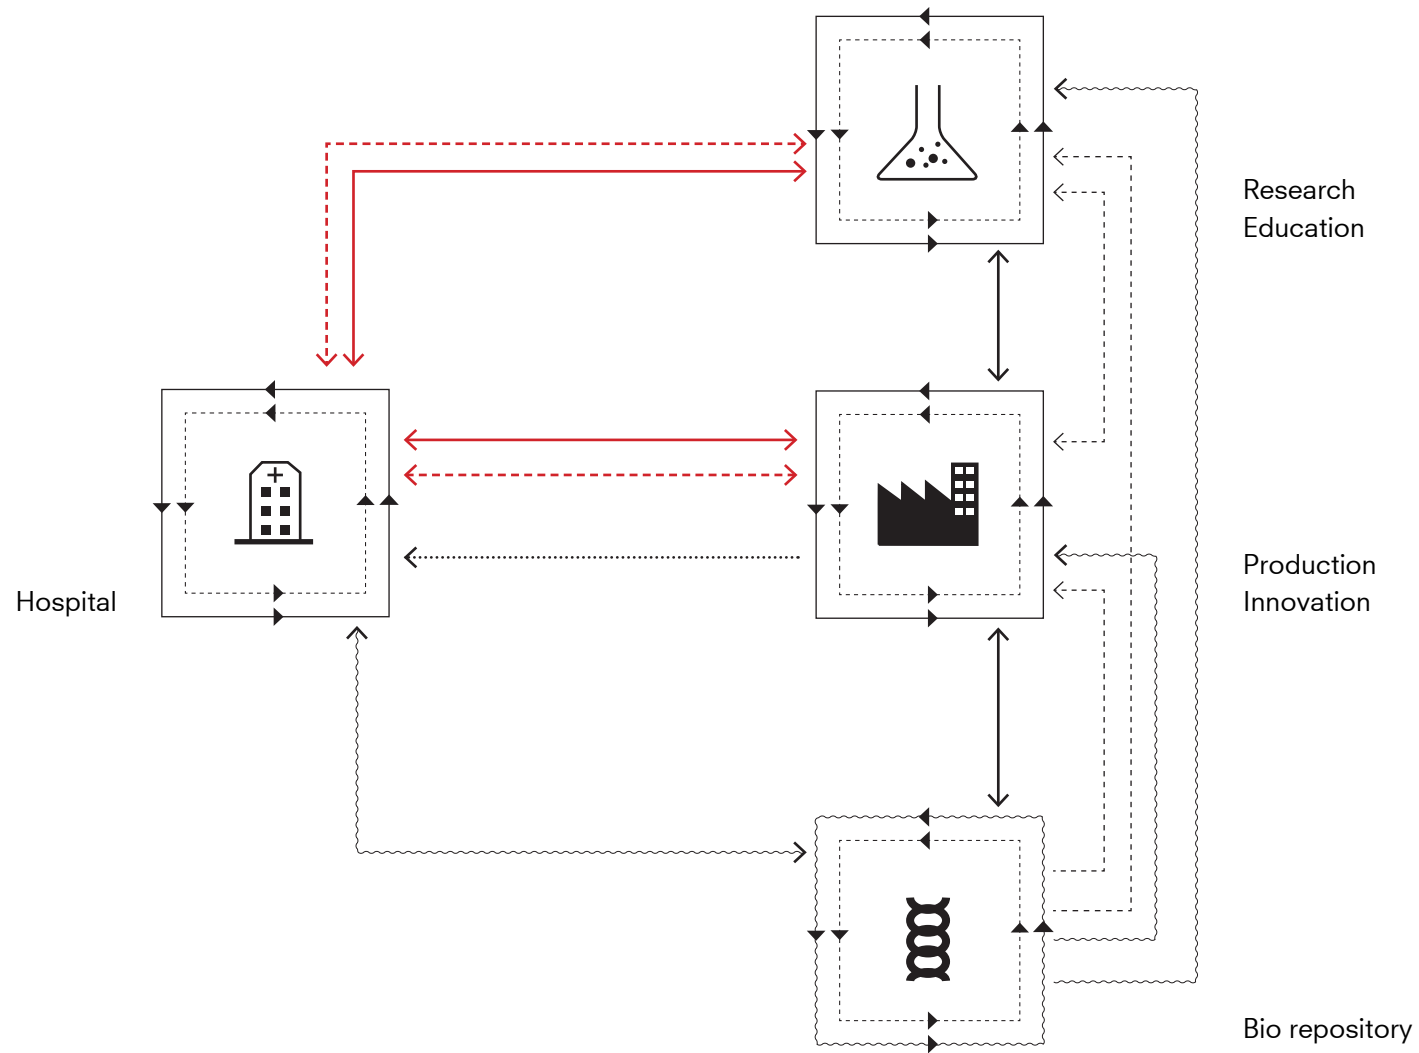 Research
Education
Hospital
Production
Innovation
Bio repository